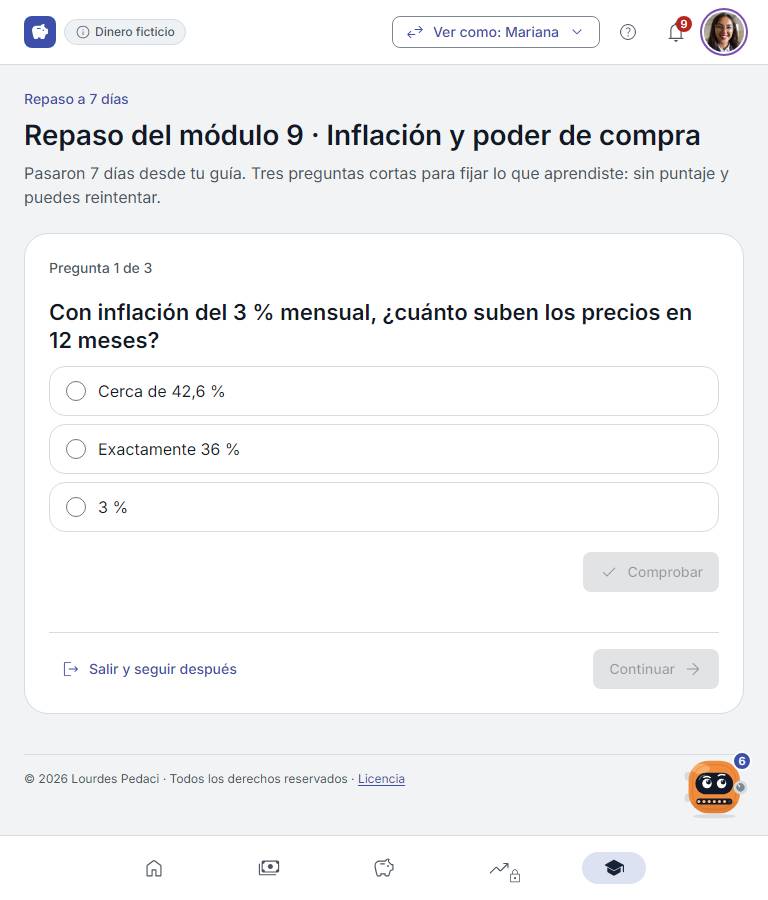 Dinero ficticio
Ver como: Mariana
9
Repaso a 7 días
Repaso del módulo 9 · Inflación y poder de compra
Pasaron 7 días desde tu guía. Tres preguntas cortas para fijar lo que aprendiste: sin puntaje y
puedes reintentar.
Pregunta 1 de 3
Con inflación del 3 % mensual, ¿cuánto suben los precios en
12 meses?
Cerca de 42,6 %
Exactamente 36 %
3 %
Comprobar
Salir y seguir después
Continuar
© 2026 Lourdes Pedaci · Todos los derechos reservados · Licencia
6